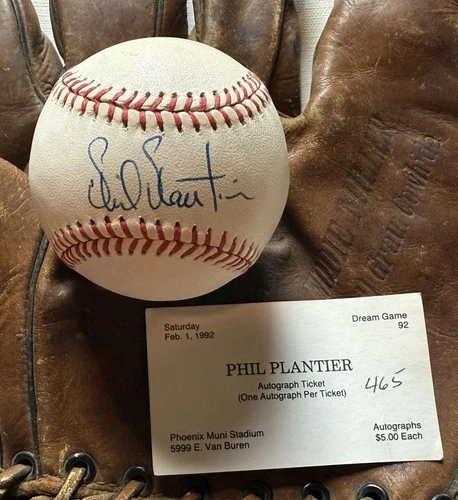 Phil Plantier
Saturday
Feb. 1, 1992
Dream Game
92
PHIL PLANTIER
Autograph Ticket
(One Autograph Per Ticket)
465
Phoenix Muni Stadium
5999 E. Van Buren
Autographs
$5.00 Each